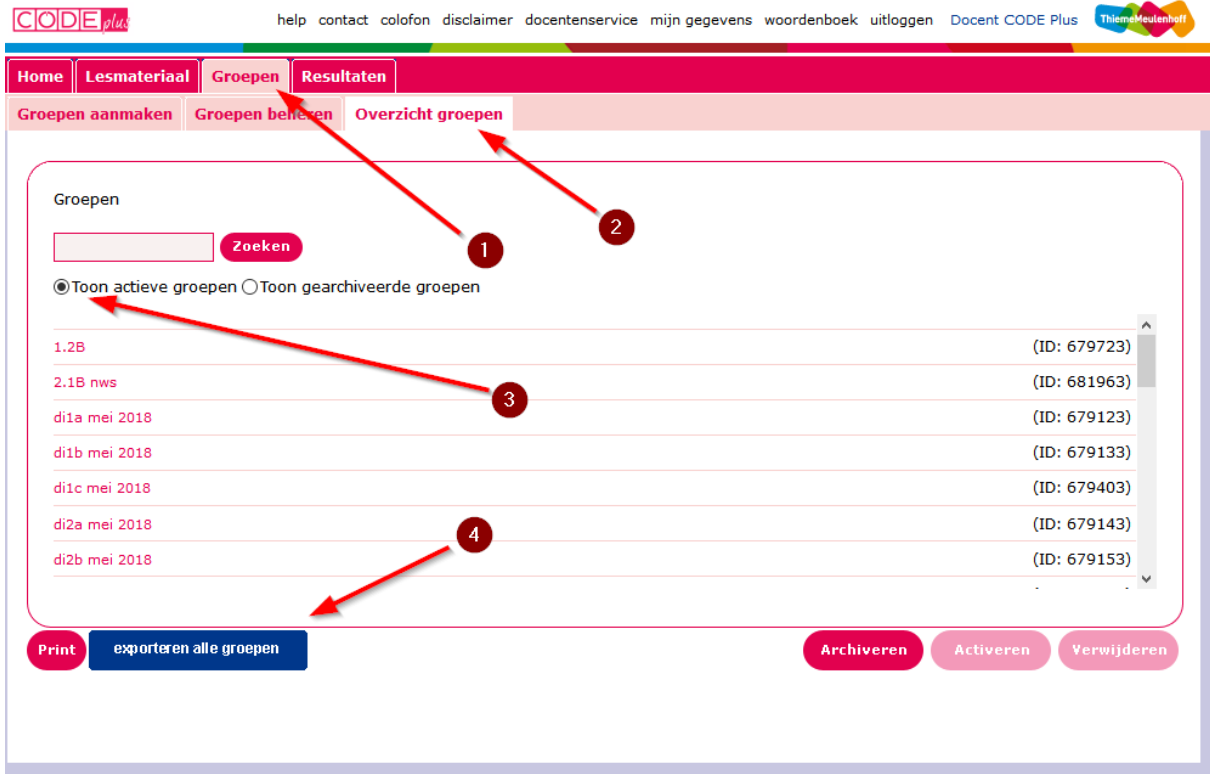 CODE plus
help contact colofon disclaimer docentenservice mijn gegevens woordenboek uitloggen Docent CODE Plus ThiemeMeulenhoff
Home Lesmateriaal Groepen Resultaten
Groepen aanmaken Groepen beheren Overzicht groepen
Groepen
2
Zoeken
1
Toon actieve groepen Toon gearchiveerde groepen
1.2B (ID: 679723)
2.1B nws (ID: 681963)
3
di1a mei 2018 (ID: 679123)
di1b mei 2018 (ID: 679133)
di1c mei 2018 (ID: 679403)
di2a mei 2018 (ID: 679143)
4
di2b mei 2018 (ID: 679153)
Print exporteren alle groepen Archiveren Activeren Verwijderen